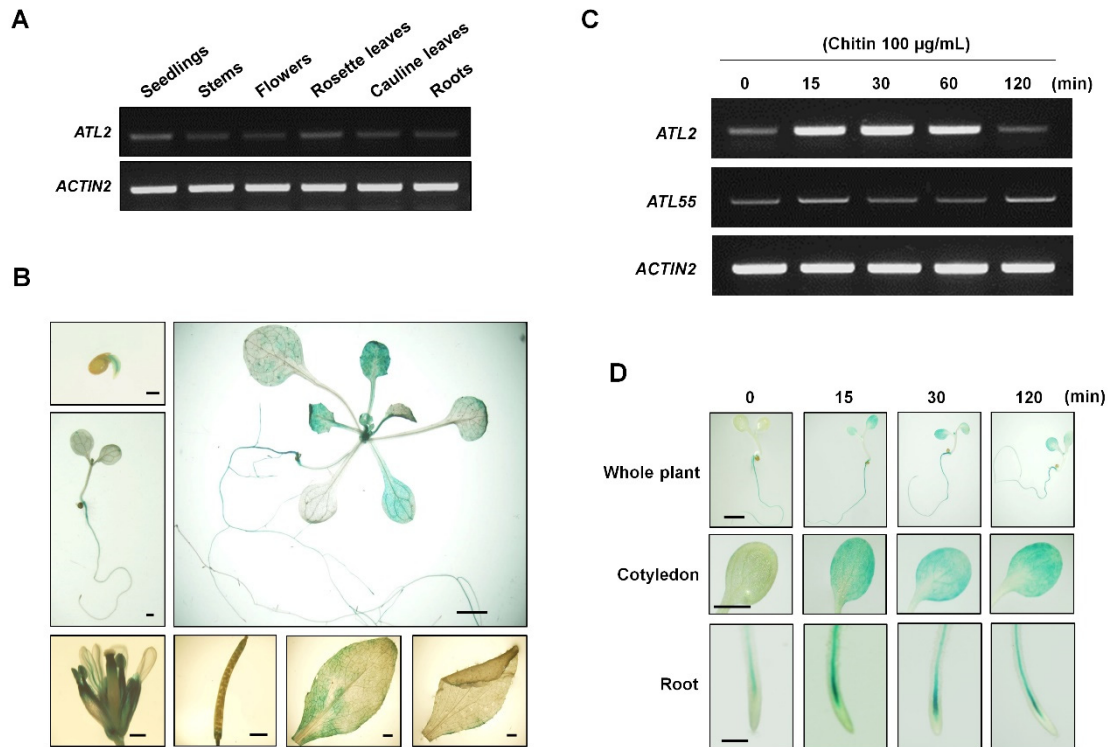 A
Seedlings
Stems
Flowers
Rosette leaves
Cauline leaves
Roots
ATL2
ACTIN2
B
C
(Chitin 100 µg/mL)
0 15 30 60 120 (min)
ATL2
ATL55
ACTIN2
D
0 15 30 120 (min)
Whole plant
Cotyledon
Root